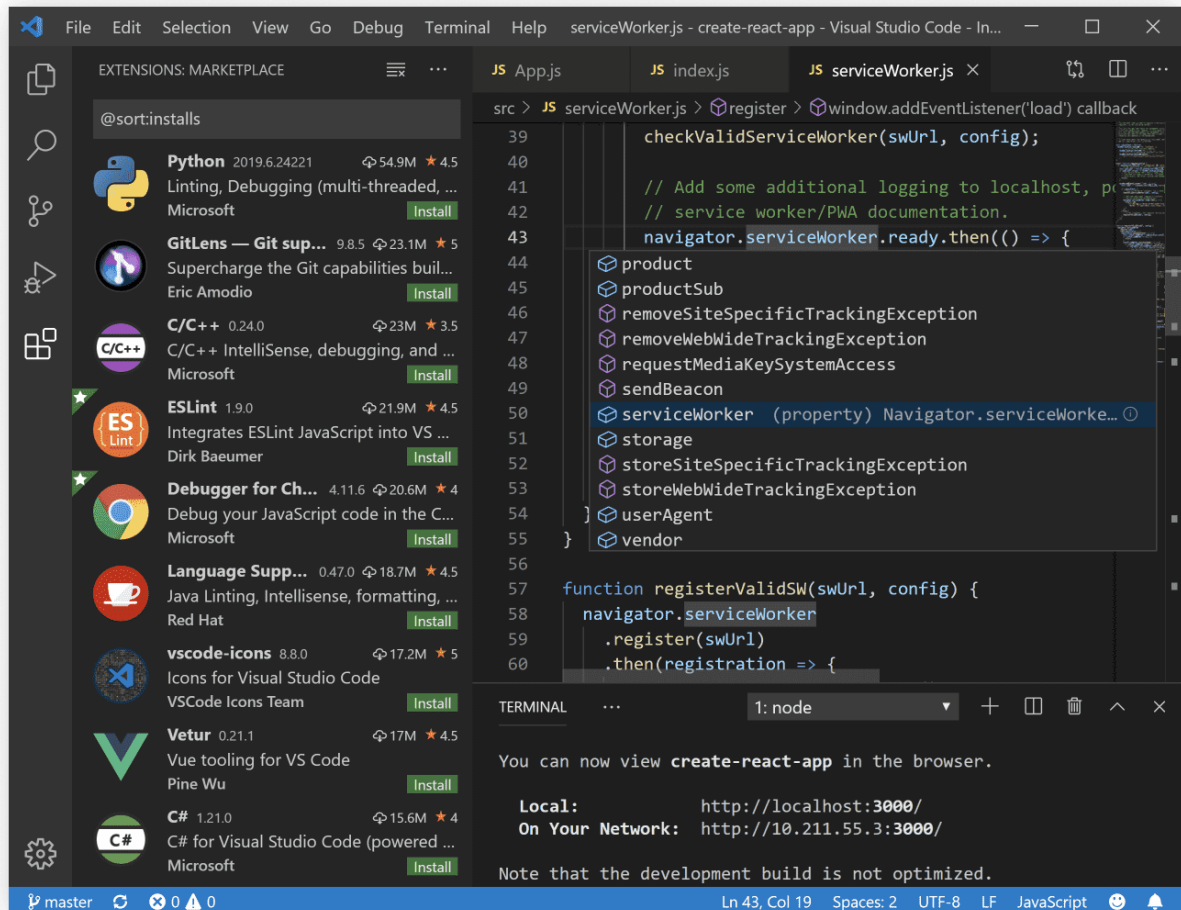 File Edit Selection View Go Debug Terminal Help serviceWorker.js - create-react-app - Visual Studio Code - In...
EXTENSIONS: MARKETPLACE
@sort:installs
Python 2019.6.24221 54.9M 4.5
Linting, Debugging (multi-threaded, ...
Microsoft Install
GitLens — Git sup... 9.8.5 23.1M 5
Supercharge the Git capabilities buil...
Eric Amodio Install
C/C++
C/C++ 0.24.0 23M 3.5
C/C++ IntelliSense, debugging, and ...
Microsoft Install
ES
Lint
ESLint 1.9.0 21.9M 4.5
Integrates ESLint JavaScript into VS ...
Dirk Baeumer Install
Debugger for Ch... 4.11.6 20.6M 4
Debug your JavaScript code in the C...
Microsoft Install
Language Supp... 0.47.0 18.7M 4.5
Java Linting, Intellisense, formatting, ...
Red Hat Install
vscode-icons 8.8.0 17.2M 5
Icons for Visual Studio Code
VSCode Icons Team Install
Vetur 0.21.1 17M 4.5
Vue tooling for VS Code
Pine Wu Install
C#
C# 1.21.0 15.6M 4
C# for Visual Studio Code (powered ...
Microsoft Install
JS App.js JS index.js JS serviceWorker.js
src > JS serviceWorker.js > register > window.addEventListener('load') callback
39 checkValidServiceWorker(swUrl, config);
40
41 // Add some additional logging to localhost, po
42 // service worker/PWA documentation.
43 navigator.serviceWorker.ready.then(() => {
44 product
45 productSub
46 removeSiteSpecificTrackingException
47 removeWebWideTrackingException
48 requestMediaKeySystemAccess
49 sendBeacon
50 serviceWorker (property) Navigator.serviceWorke...
51 storage
52 storeSiteSpecificTrackingException
53 storeWebWideTrackingException
54 } userAgent
55 } vendor
56
57 function registerValidSW(swUrl, config) {
58 navigator.serviceWorker
59 .register(swUrl)
60 .then(registration => {
TERMINAL ... 1: node
You can now view create-react-app in the browser.
Local: http://localhost:3000/
On Your Network: http://10.211.55.3:3000/
Note that the development build is not optimized.
master 0 0 Ln 43, Col 19 Spaces: 2 UTF-8 LF JavaScript